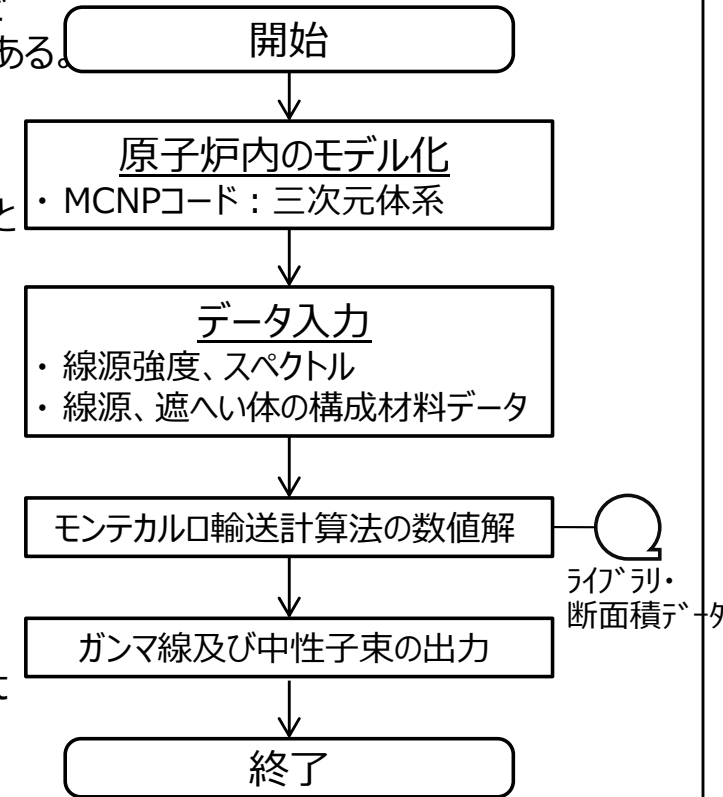 ある。
開始
原子炉内のモデル化
と
・ MCNPコード：三次元体系
データ入力
・ 線源強度、スペクトル
・ 線源、遮へい体の構成材料データ
モンテカルロ輸送計算法の数値解
ﾗｲﾌﾞﾗﾘ・
断面積ﾃﾞｰﾀ
ガンマ線及び中性子束の出力
終了